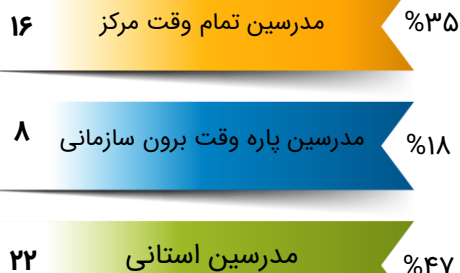 %۳۵ مدرسین تمام وقت مرکز ۱۶
%۱۸ مدرسین پاره وقت برون سازمانی ۸
%۴۷ مدرسین استانی ۲۲